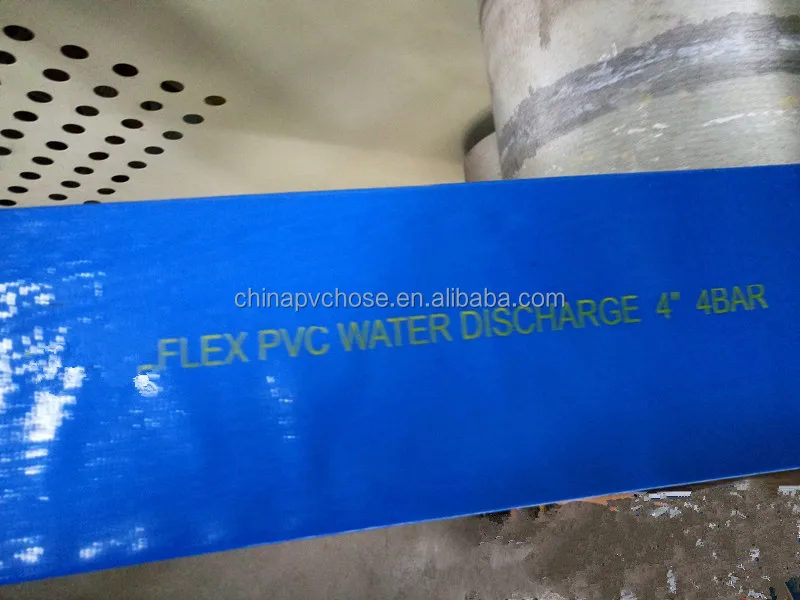 chinapvchose.en.alibaba.com
FLEX PVC WATER DISCHARGE 4" 4BAR